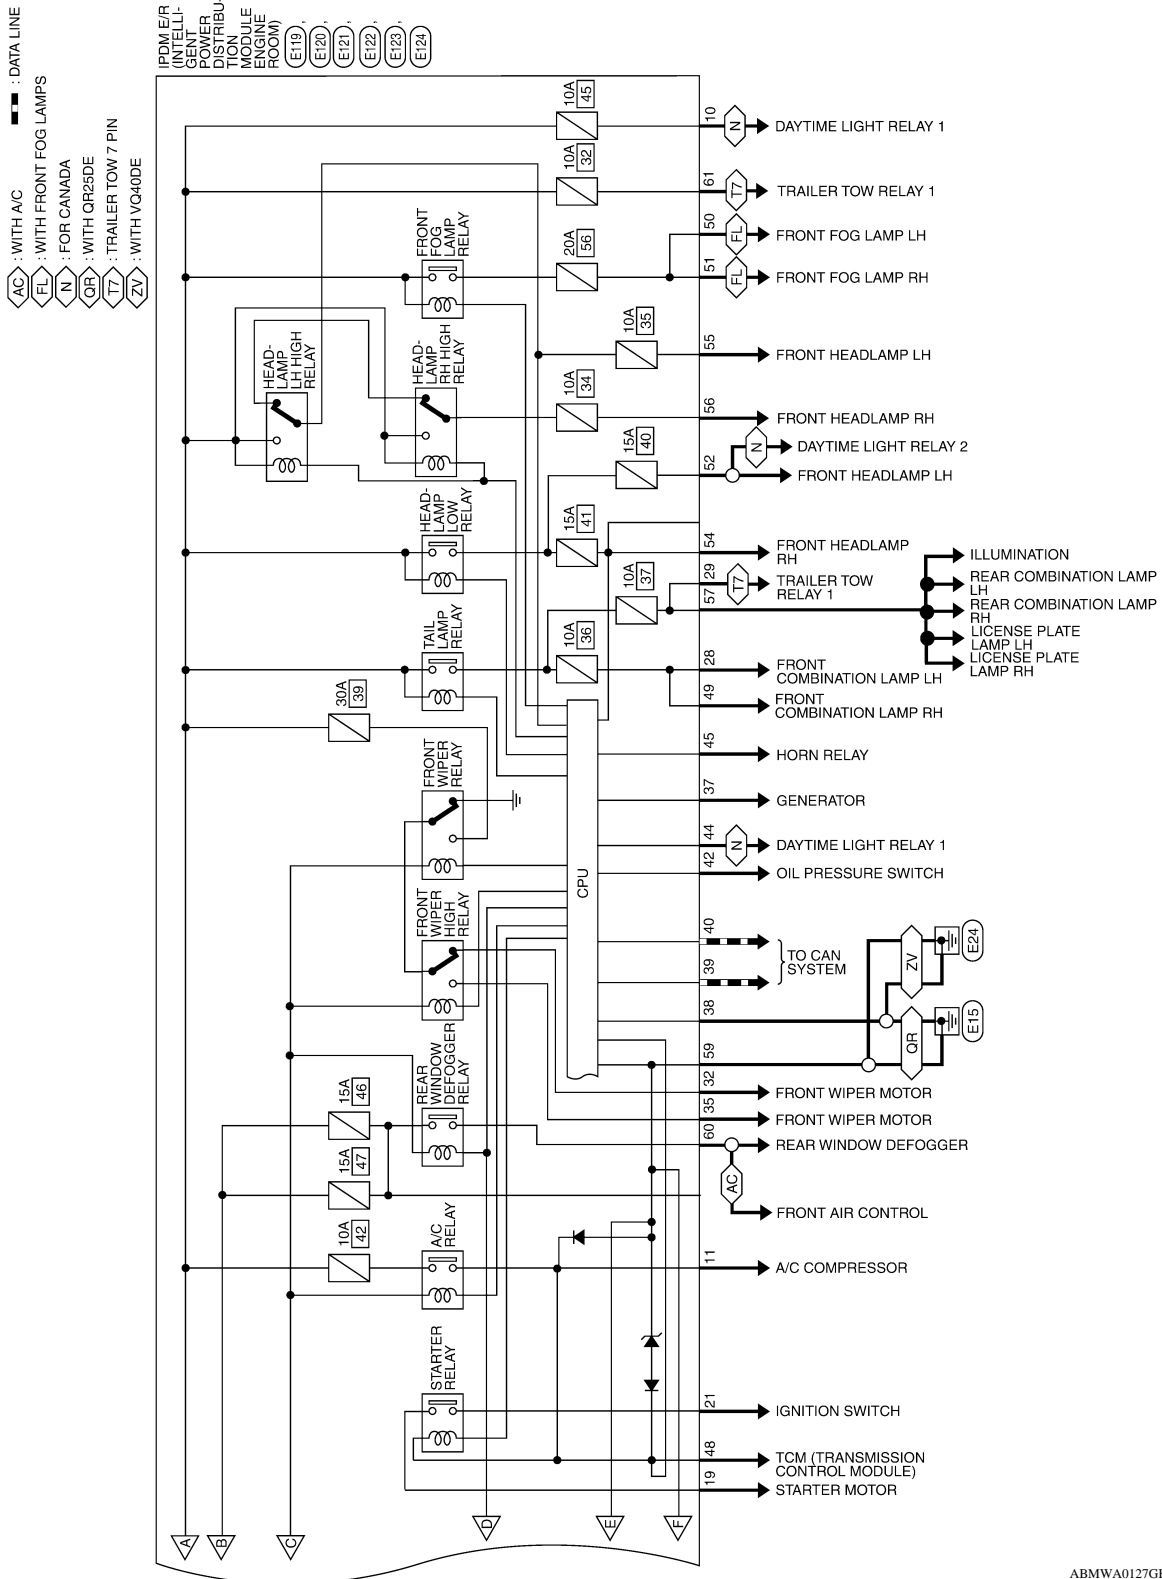 AC : WITH A/C
: DATA LINE
FL : WITH FRONT FOG LAMPS
N : FOR CANADA
QR : WITH QR25DE
T7 : TRAILER TOW 7 PIN
ZV : WITH VQ40DE
IPDM E/R
(INTELLI-
GENT
POWER
DISTRIBU-
TION
MODULE
ENGINE
ROOM)
E119 ,
E120 ,
E121 ,
E122 ,
E123 ,
E124
10A
45
10
N
DAYTIME LIGHT RELAY 1
10A
32
61
T7
TRAILER TOW RELAY 1
FRONT
FOG
LAMP
RELAY
20A
56
50
FL
FRONT FOG LAMP LH
51
FL
FRONT FOG LAMP RH
10A
35
55
FRONT HEADLAMP LH
HEAD-
LAMP
LH HIGH
RELAY
HEAD-
LAMP
RH HIGH
RELAY
10A
34
56
FRONT HEADLAMP RH
15A
40
52
N
DAYTIME LIGHT RELAY 2
FRONT HEADLAMP LH
HEAD-
LAMP
LOW
RELAY
15A
41
54
FRONT HEADLAMP
RH
10A
37
29
T7
TRAILER TOW
RELAY 1
57
ILLUMINATION
REAR COMBINATION LAMP
LH
REAR COMBINATION LAMP
RH
LICENSE PLATE
LAMP LH
LICENSE PLATE
LAMP RH
TAIL
LAMP
RELAY
10A
36
28
FRONT
COMBINATION LAMP LH
49
FRONT
COMBINATION LAMP RH
30A
39
45
HORN RELAY
FRONT
WIPER
RELAY
37
GENERATOR
44
N
DAYTIME LIGHT RELAY 1
42
OIL PRESSURE SWITCH
CPU
FRONT
WIPER
HIGH
RELAY
40
39
TO CAN
SYSTEM
ZV
E24
38
QR
E15
59
32
FRONT WIPER MOTOR
35
FRONT WIPER MOTOR
REAR
WINDOW
DEFOGGER
RELAY
15A
46
60
REAR WINDOW DEFOGGER
15A
47
AC
FRONT AIR CONTROL
10A
42
A/C
RELAY
11
A/C COMPRESSOR
STARTER
RELAY
21
IGNITION SWITCH
48
TCM (TRANSMISSION
CONTROL MODULE)
19
STARTER MOTOR
A
B
C
D
E
F